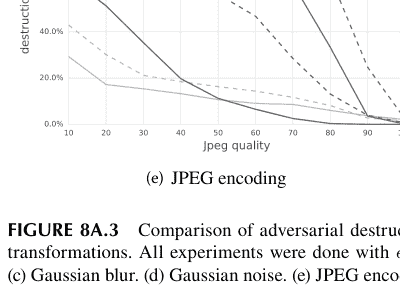 destructio
40.0%
20.0%
0.0%
10 20 30 40 50 60 70 80 90
Jpeg quality
(e) JPEG encoding
FIGURE 8A.3 Comparison of adversarial destruc
transformations. All experiments were done with
(c) Gaussian blur. (d) Gaussian noise. (e) JPEG enco